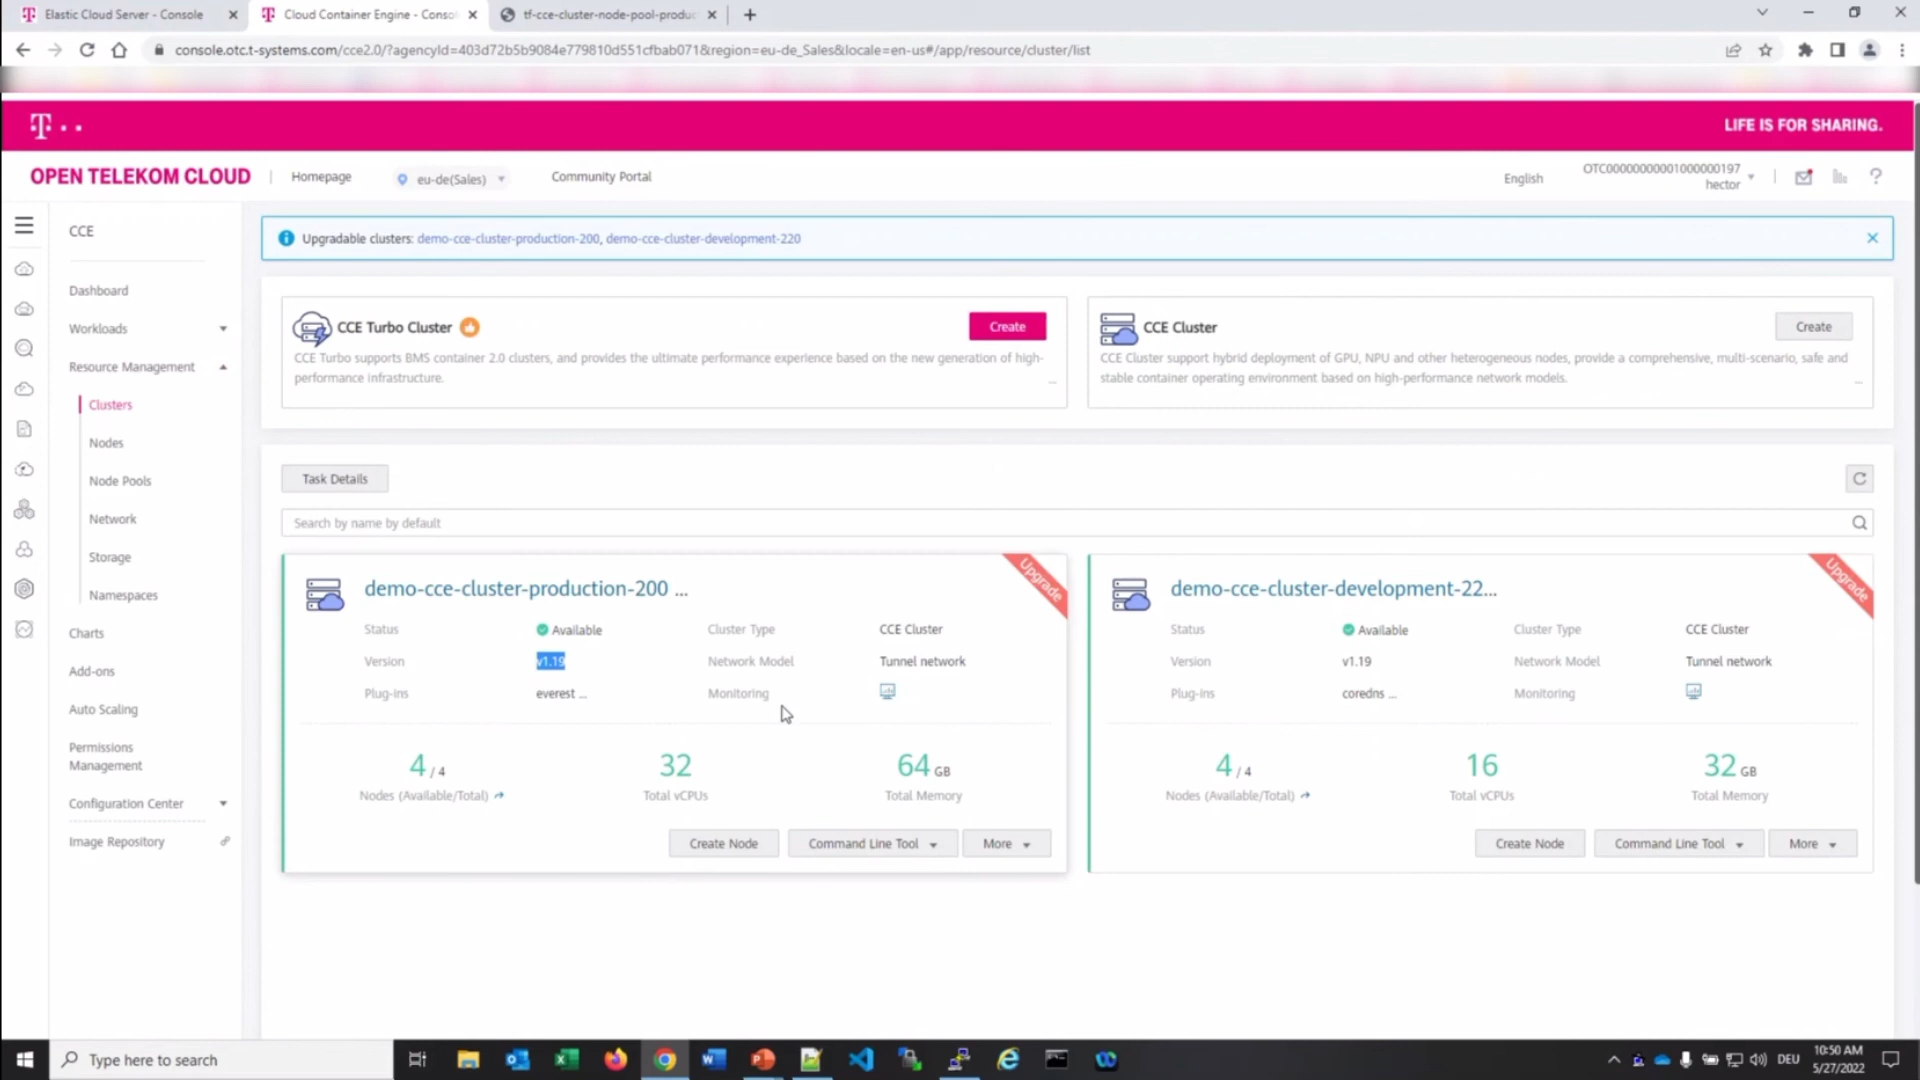 Elastic Cloud Server - Console
Cloud Container Engine - Conso
tf-cce-cluster-node-pool-produc
console.otc.t-systems.com/cce2.0/?agencyId=403d72b5b9084e779810d551cfbab071&region=eu-de_Sales&locale=en-us#/app/resource/cluster/list
LIFE IS FOR SHARING.
OPEN TELEKOM CLOUD
Homepage
eu-de(Sales)
Community Portal
English
OTC00000000001000000197
hector
CCE
Upgradable clusters: demo-cce-cluster-production-200, demo-cce-cluster-development-220
Dashboard
Workloads
Resource Management
Clusters
Nodes
Node Pools
Network
Storage
Namespaces
Charts
Add-ons
Auto Scaling
Permissions
Management
Configuration Center
Image Repository
CCE Turbo Cluster
Create
CCE Turbo supports BMS container 2.0 clusters, and provides the ultimate performance experience based on the new generation of high-
performance infrastructure.
...
CCE Cluster
Create
CCE Cluster support hybrid deployment of GPU, NPU and other heterogeneous nodes, provide a comprehensive, multi-scenario, safe and
stable container operating environment based on high-performance network models.
...
Task Details
Search by name by default
demo-cce-cluster-production-200 ...
Upgrade
Status Available Cluster Type CCE Cluster
Version v1.19 Network Model Tunnel network
Plug-ins everest ... Monitoring
4 / 4 32 64 GB
Nodes (Available/Total) Total vCPUs Total Memory
Create Node Command Line Tool More
demo-cce-cluster-development-22...
Upgrade
Status Available Cluster Type CCE Cluster
Version v1.19 Network Model Tunnel network
Plug-ins coredns ... Monitoring
4 / 4 16 32 GB
Nodes (Available/Total) Total vCPUs Total Memory
Create Node Command Line Tool More
Type here to search
DEU
10:50 AM
5/27/2022